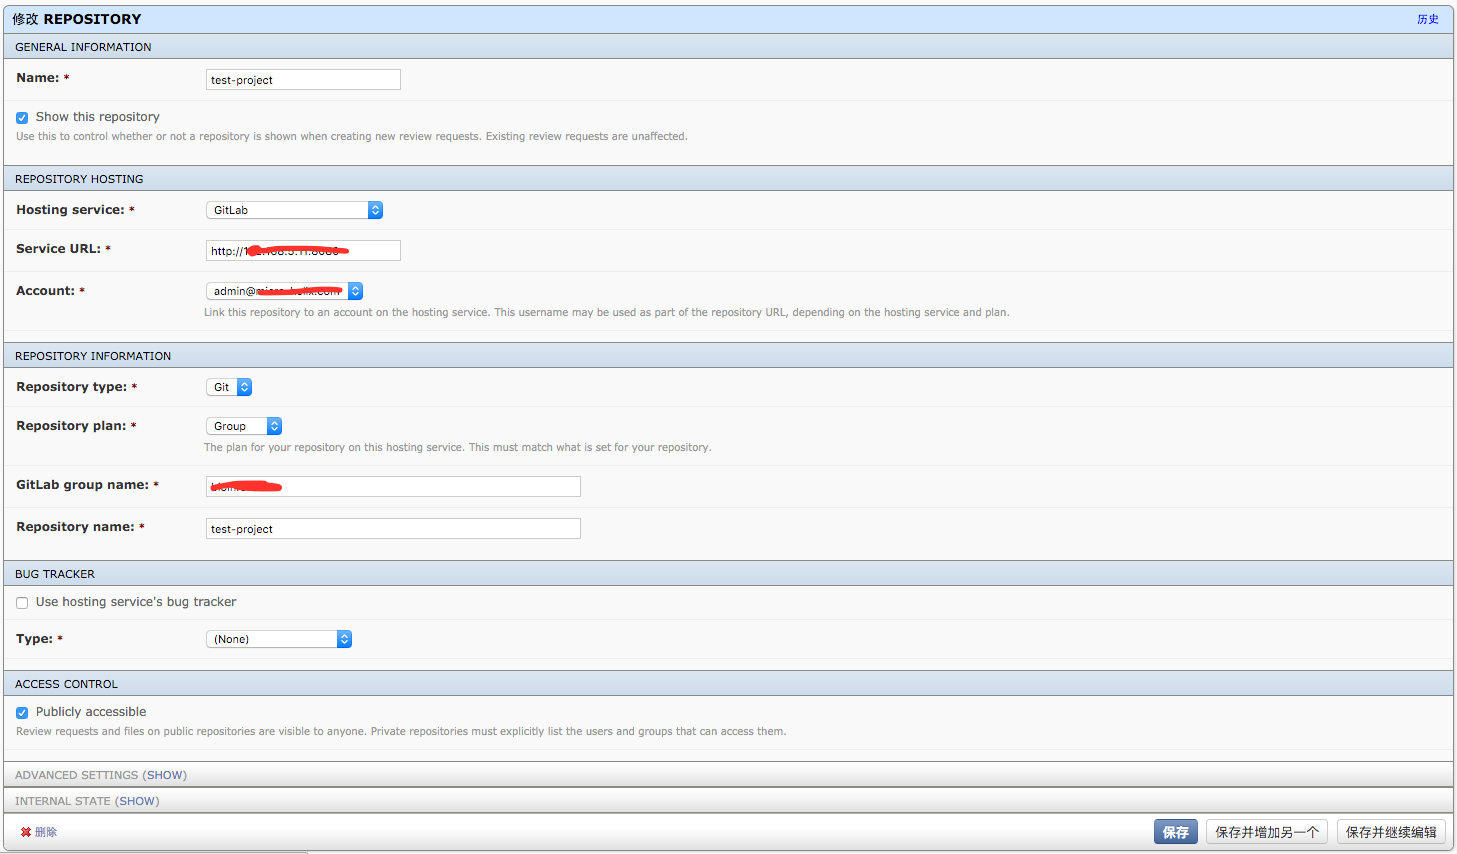 修改 REPOSITORY
历史
GENERAL INFORMATION
Name: *
test-project
Show this repository
Use this to control whether or not a repository is shown when creating new review requests. Existing review requests are unaffected.
REPOSITORY HOSTING
Hosting service: *
GitLab
Service URL: *
http://
Account: *
admin@
Link this repository to an account on the hosting service. This username may be used as part of the repository URL, depending on the hosting service and plan.
REPOSITORY INFORMATION
Repository type: *
Git
Repository plan: *
Group
The plan for your repository on this hosting service. This must match what is set for your repository.
GitLab group name: *
Repository name: *
test-project
BUG TRACKER
Use hosting service's bug tracker
Type: *
(None)
ACCESS CONTROL
Publicly accessible
Review requests and files on public repositories are visible to anyone. Private repositories must explicitly list the users and groups that can access them.
ADVANCED SETTINGS (SHOW)
INTERNAL STATE (SHOW)
删除
保存
保存并增加另一个
保存并继续编辑